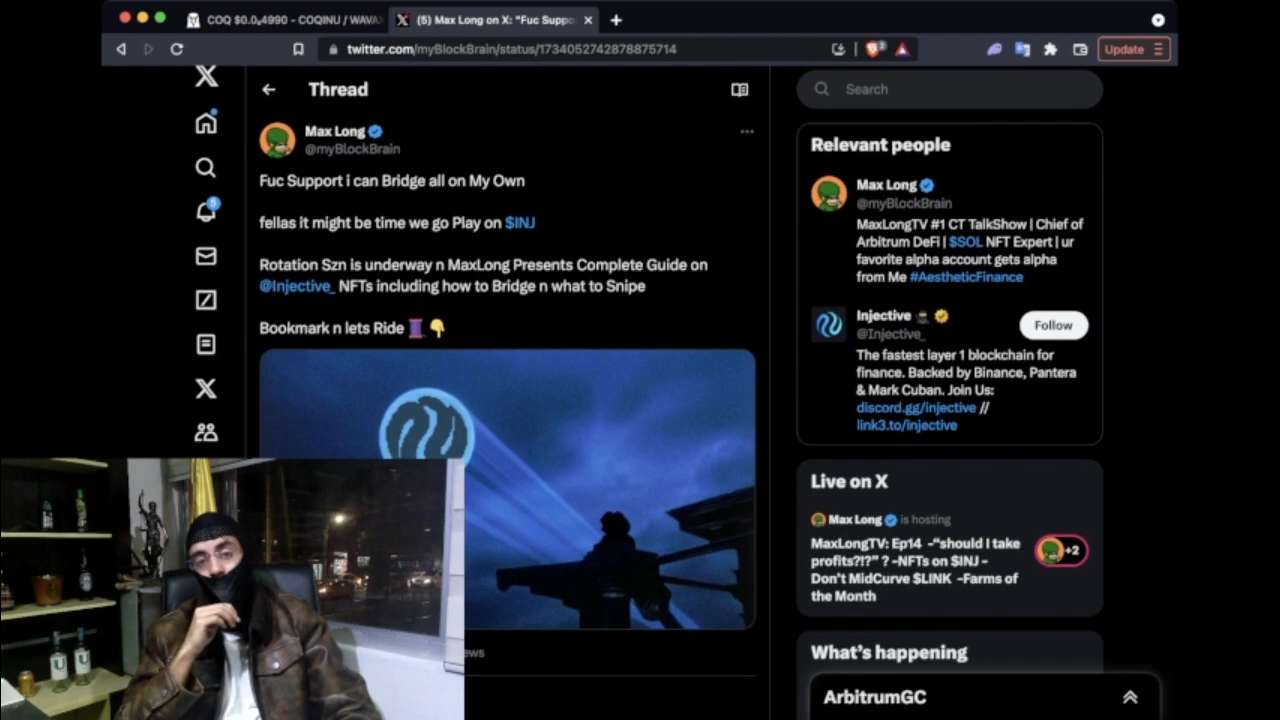 COQ $0.0₆4990 – COQINU / WAVAX
(5) Max Long on X: "Fuc Suppo
twitter.com/myBlockBrain/status/1734052742878875714
Update
Thread
Max Long
@myBlockBrain
Fuc Support i can Bridge all on My Own
fellas it might be time we go Play on $INJ
Rotation Szn is underway n MaxLong Presents Complete Guide on
@Injective_ NFTs including how to Bridge n what to Snipe
Bookmark n lets Ride 🧵👇
ews
5
Search
Relevant people
Max Long
@myBlockBrain
MaxLongTV #1 CT TalkShow | Chief of
Arbitrum DeFi | $SOL NFT Expert | ur
favorite alpha account gets alpha
from Me #AestheticFinance
Injective 🥷
@Injective_
Follow
The fastest layer 1 blockchain for
finance. Backed by Binance, Pantera
& Mark Cuban. Join Us:
discord.gg/injective //
link3.to/injective
Live on X
Max Long is hosting
MaxLongTV: Ep14 -“should I take
profits?!?” ? -NFTs on $INJ -
Don't MidCurve $LINK -Farms of
the Month
+2
What's happening
ArbitrumGC